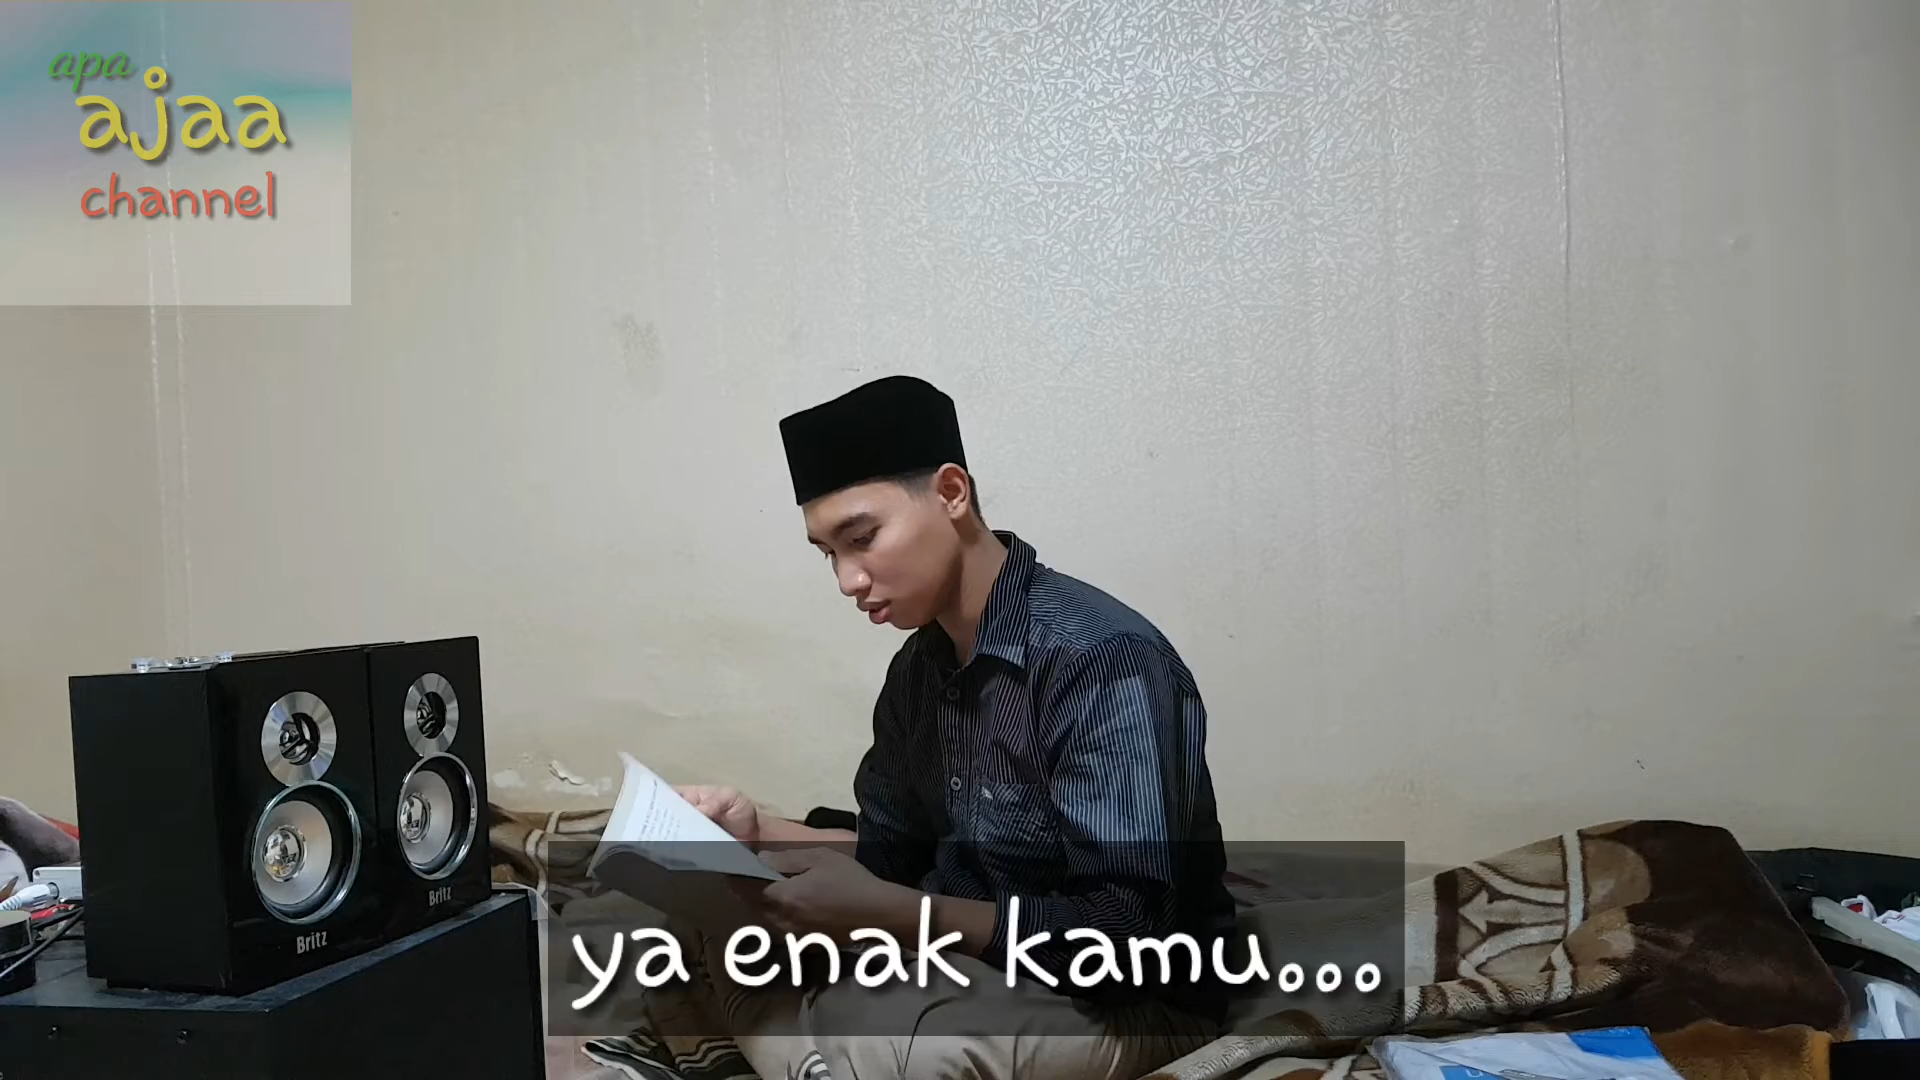 apa
ajaa
channel
Britz
Britz
ya enak kamu...